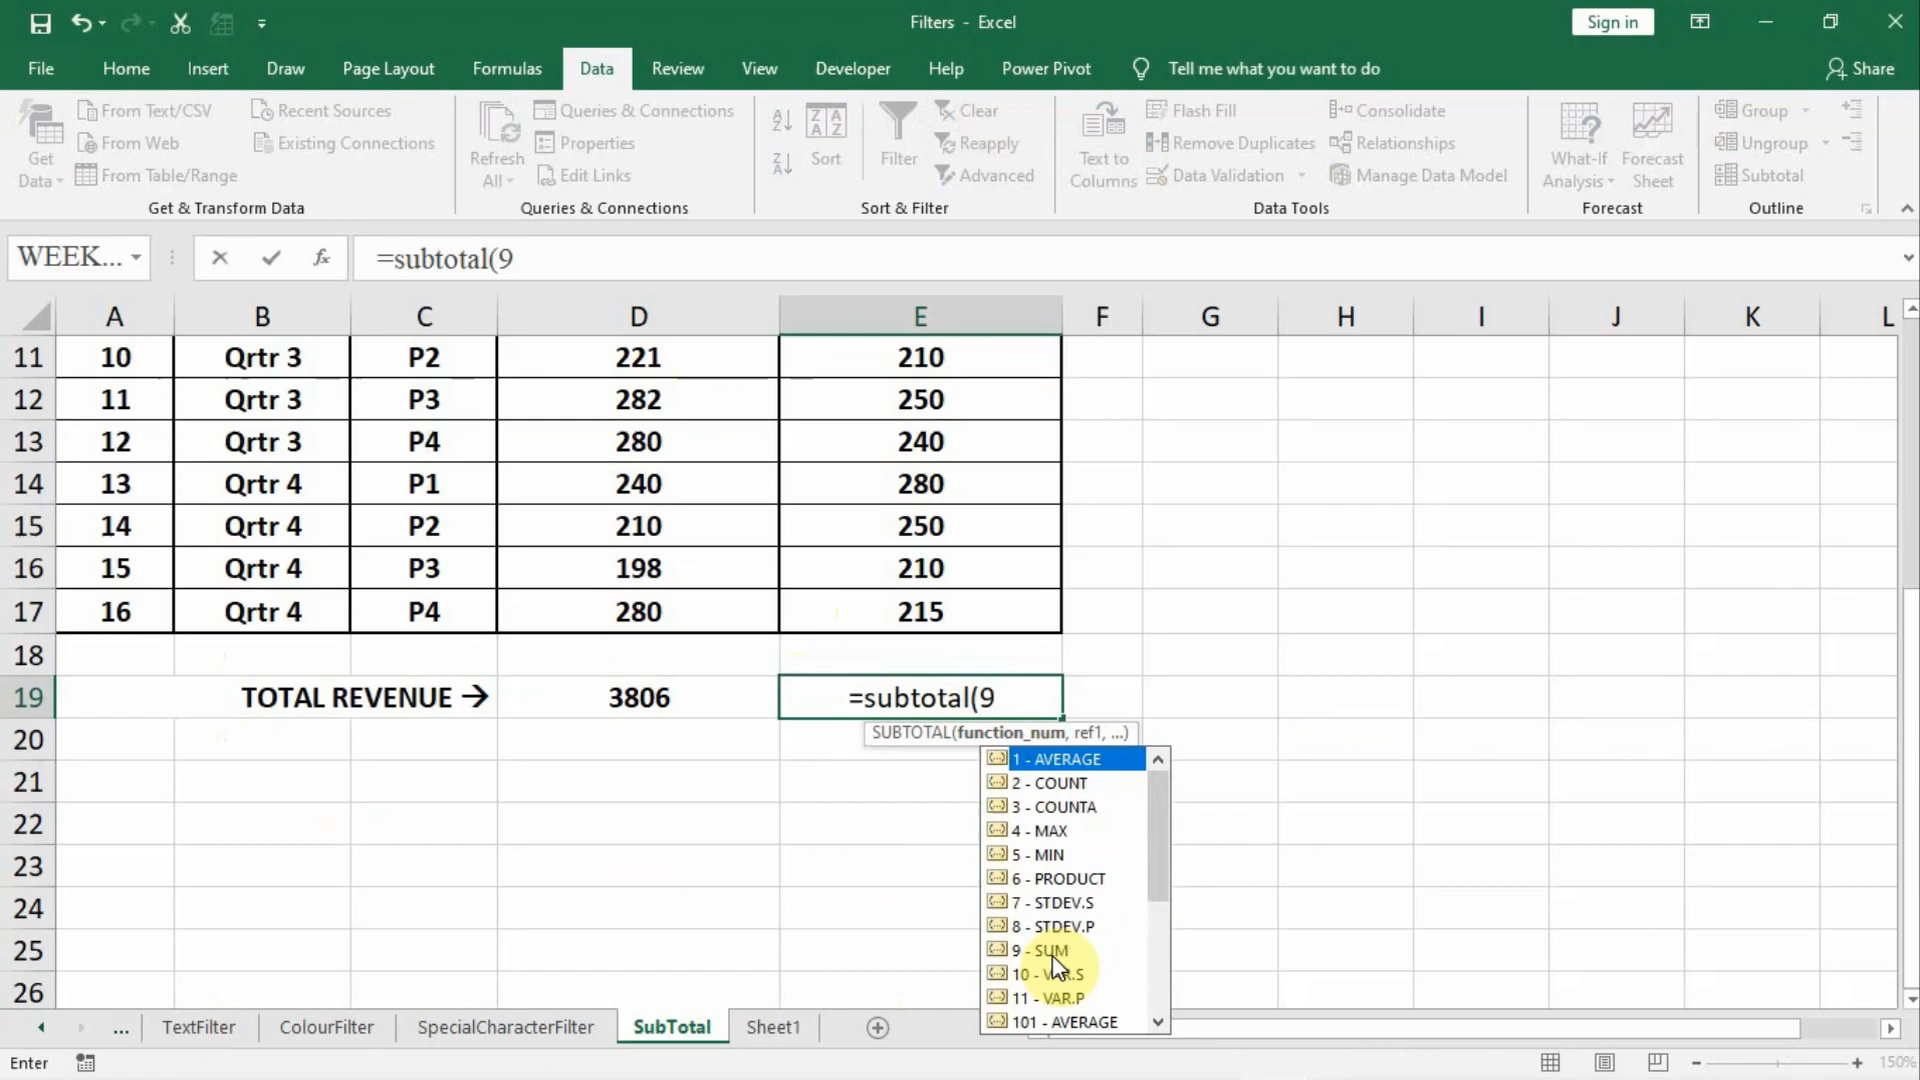 Filters - Excel
Sign in
File Home Insert Draw Page Layout Formulas Data Review View Developer Help Power Pivot Tell me what you want to do Share
Get Data
From Text/CSV
From Web
From Table/Range
Recent Sources
Existing Connections
Get & Transform Data
Refresh All
Queries & Connections
Properties
Edit Links
Queries & Connections
Sort
Filter
Clear
Reapply
Advanced
Sort & Filter
Text to Columns
Flash Fill
Remove Duplicates
Data Validation
Consolidate
Relationships
Manage Data Model
Data Tools
What-If Analysis
Forecast Sheet
Forecast
Group
Ungroup
Subtotal
Outline
WEEK... fx =subtotal(9
A B C D E F G H I J K L
11 10 Qrtr 3 P2 221 210
12 11 Qrtr 3 P3 282 250
13 12 Qrtr 3 P4 280 240
14 13 Qrtr 4 P1 240 280
15 14 Qrtr 4 P2 210 250
16 15 Qrtr 4 P3 198 210
17 16 Qrtr 4 P4 280 215
18
19 TOTAL REVENUE → 3806 =subtotal(9
SUBTOTAL(function_num, ref1, ...)
20
21
22
23
24
25
26
1 - AVERAGE
2 - COUNT
3 - COUNTA
4 - MAX
5 - MIN
6 - PRODUCT
7 - STDEV.S
8 - STDEV.P
9 - SUM
10 - VAR.S
11 - VAR.P
101 - AVERAGE
... TextFilter ColourFilter SpecialCharacterFilter SubTotal Sheet1
Enter 150%